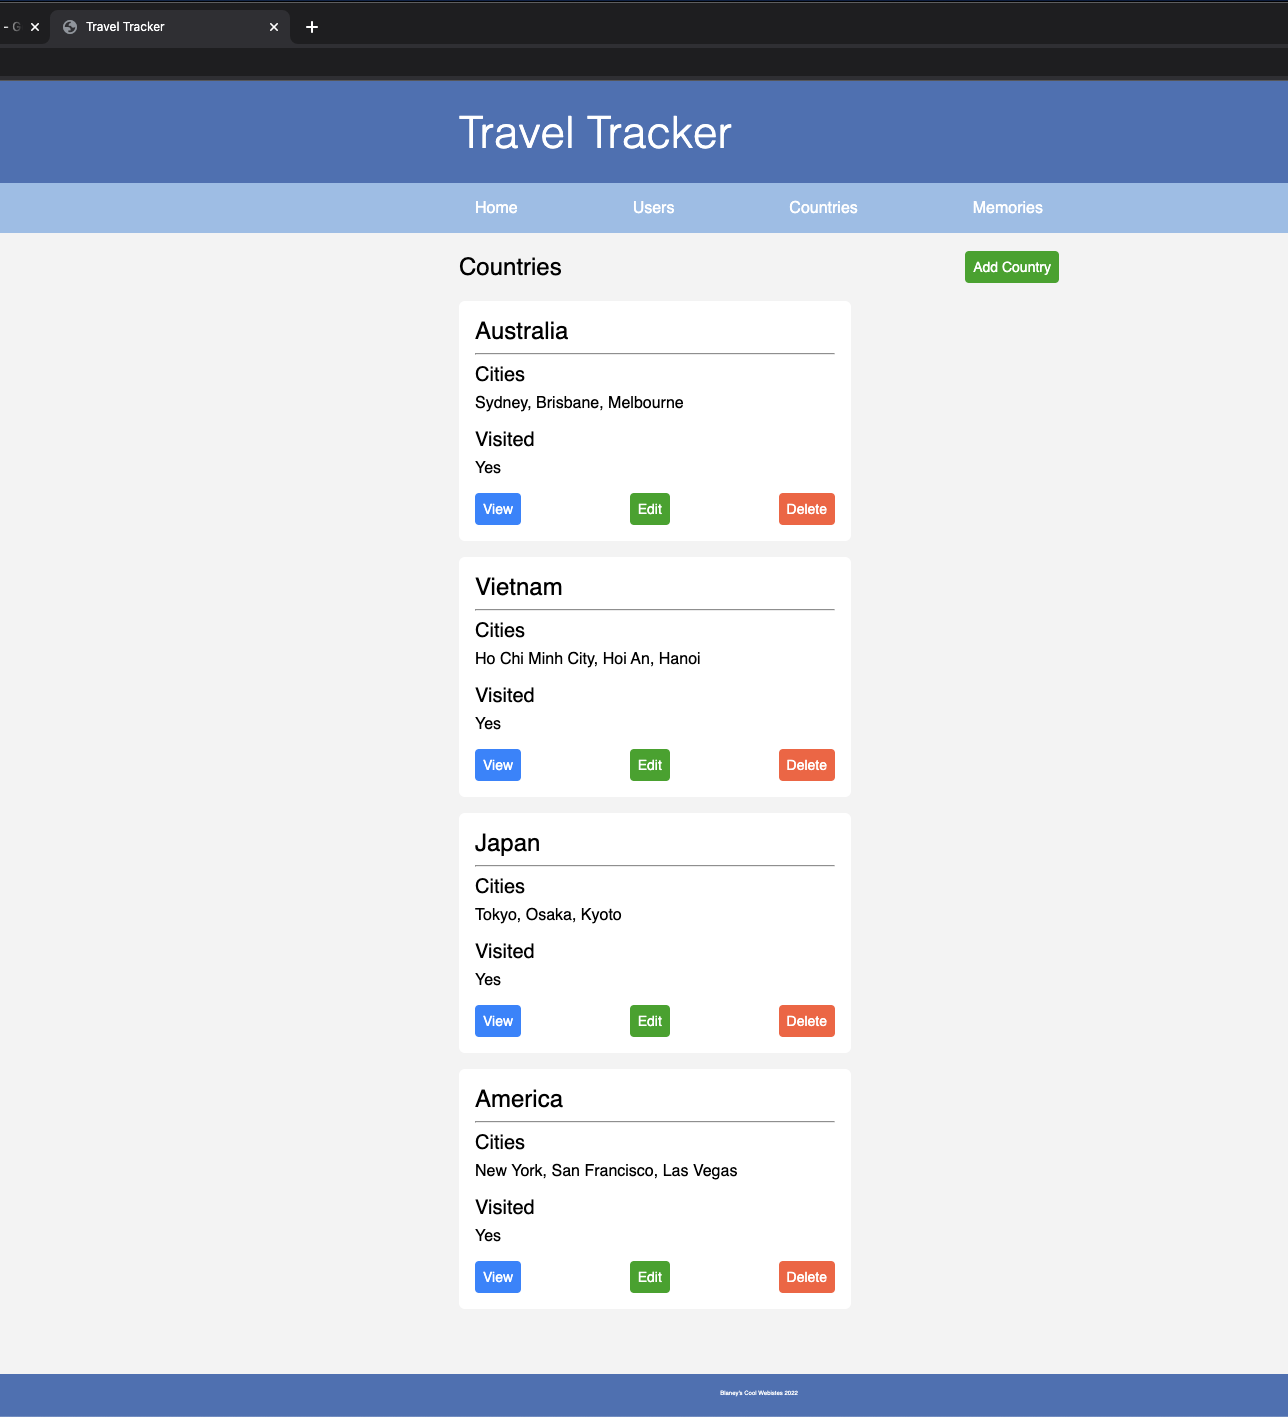 - G
Travel Tracker
Travel Tracker
Home Users Countries Memories
Countries Add Country
Australia
Cities
Sydney, Brisbane, Melbourne
Visited
Yes
View Edit Delete
Vietnam
Cities
Ho Chi Minh City, Hoi An, Hanoi
Visited
Yes
View Edit Delete
Japan
Cities
Tokyo, Osaka, Kyoto
Visited
Yes
View Edit Delete
America
Cities
New York, San Francisco, Las Vegas
Visited
Yes
View Edit Delete
Blaney's Cool Webistes 2022